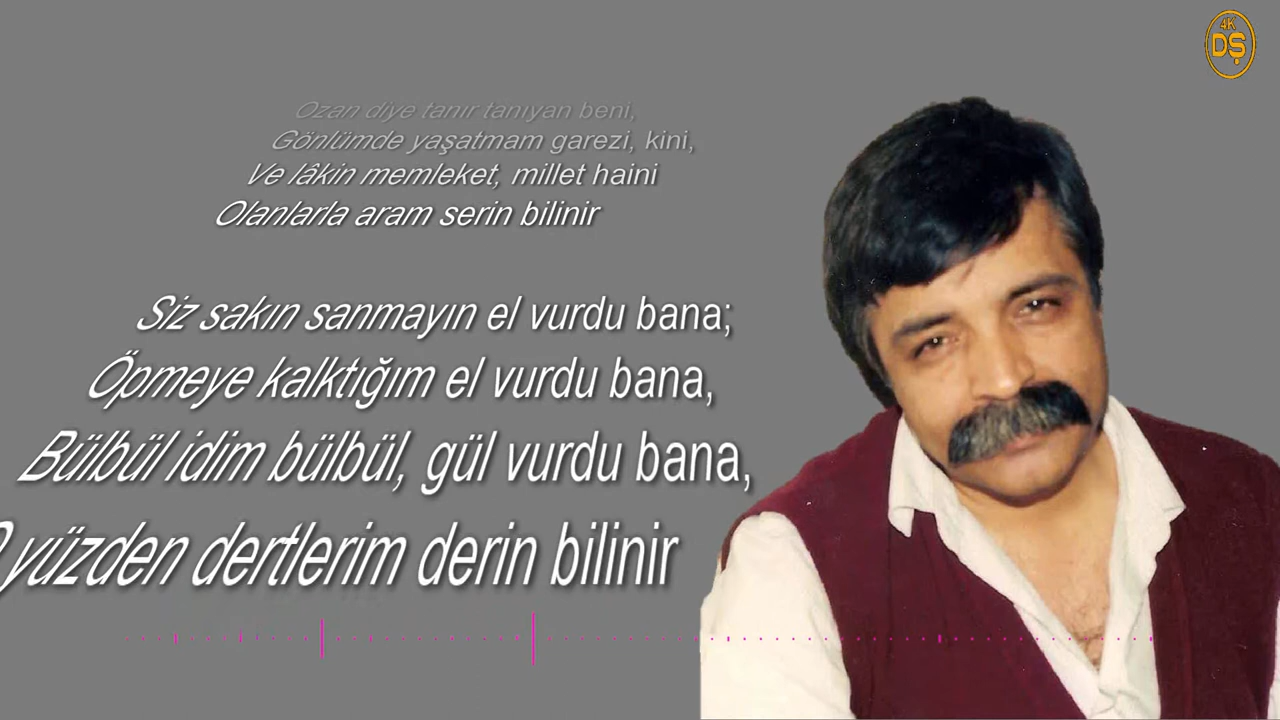 4K
DŞ
Ozan diye tanır tanıyan beni,
Gönlümde yaşatmam garezi, kini,
Ve lâkin memleket, millet haini
Olanlarla aram serin bilinir
Siz sakın sanmayın el vurdu bana;
Öpmeye kalktığım el vurdu bana,
Bülbül idim bülbül, gül vurdu bana,
O yüzden dertlerim derin bilinir